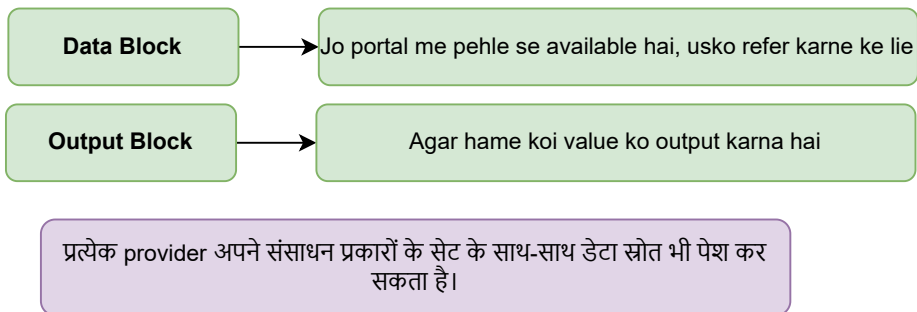 Data Block
Jo portal me pehle se available hai, usko refer karne ke lie
Output Block
Agar hame koi value ko output karna hai
प्रत्येक provider अपने संसाधन प्रकारों के सेट के साथ-साथ डेटा स्रोत भी पेश कर
सकता है।